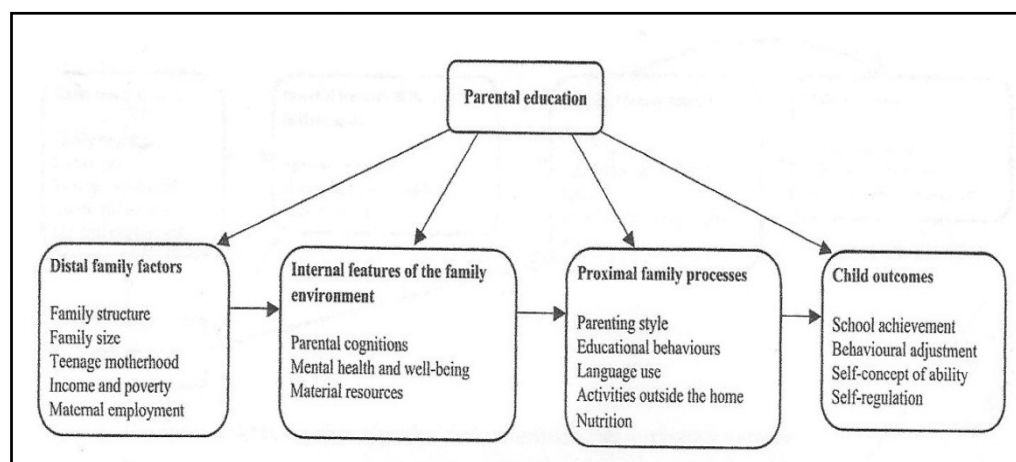 Parental education
Distal family factors
Family structure
Family size
Teenage motherhood
Income and poverty
Maternal employment
Internal features of the family
environment
Parental cognitions
Mental health and well-being
Material resources
Proximal family processes
Parenting style
Educational behaviours
Language use
Activities outside the home
Nutrition
Child outcomes
School achievement
Behavioural adjustment
Self-concept of ability
Self-regulation